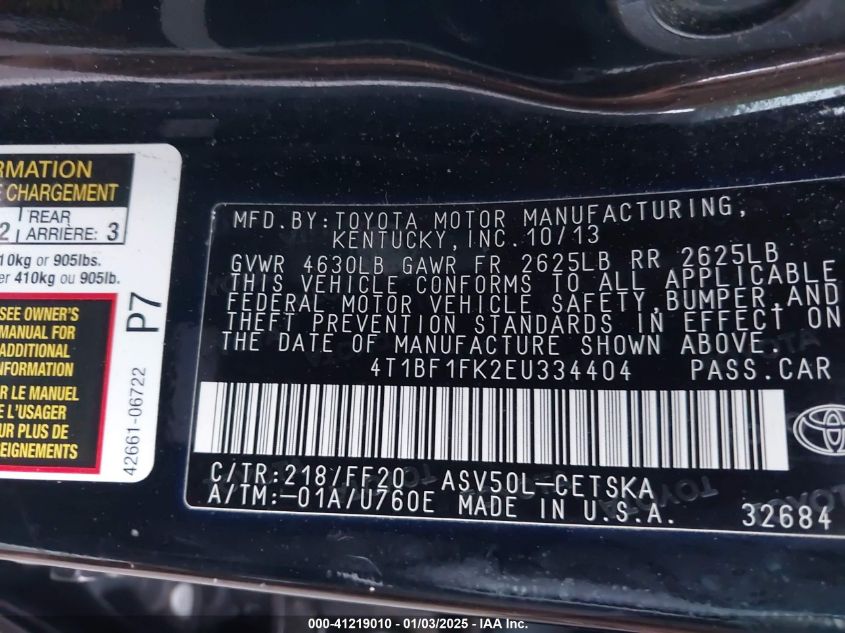 RMATION
E CHARGEMENT
2 REAR ARRIÈRE: 3
10kg or 905lbs.
er 410kg ou 905lb.
SEE OWNER'S
MANUAL FOR
ADDITIONAL
INFORMATION
R LE MANUEL
E L'USAGER
UR PLUS DE
EIGNEMENTS
P7
42661-06722
MFD.BY:TOYOTA MOTOR MANUFACTURING,
KENTUCKY,INC.10/13
GVWR 4630LB GAWR FR 2625LB RR 2625LB
THIS VEHICLE CONFORMS TO ALL APPLICABLE
FEDERAL MOTOR VEHICLE SAFETY,BUMPER,AND
THEFT PREVENTION STANDARDS IN EFFECT ON
THE DATE OF MANUFACTURE SHOWN ABOVE.
4T1BF1FK2EU334404 PASS.CAR
C/TR:218/FF20 ASV50L-CETSKA
A/TM:-01A/U760E MADE IN U.S.A. 32684
000-41219010 - 01/03/2025 - IAA Inc.